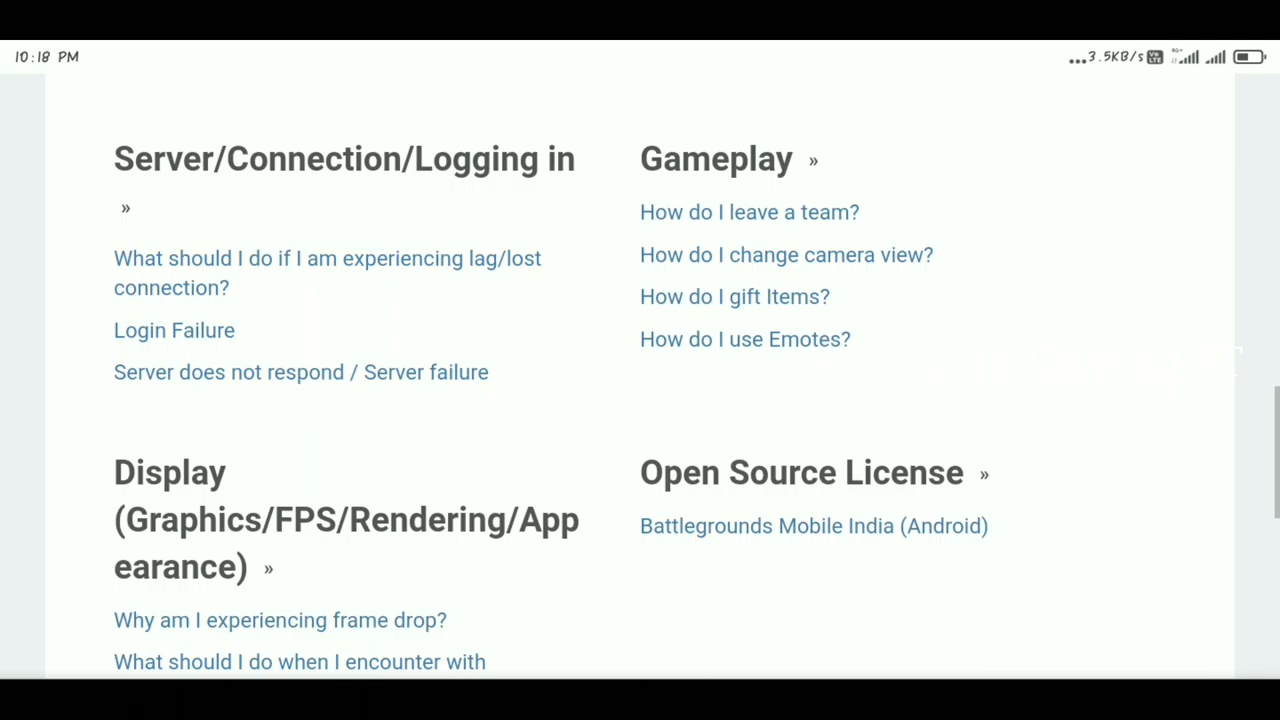 10:18 PM
...3.5KB/s Vo LTE 4G+
Server/Connection/Logging in
»
What should I do if I am experiencing lag/lost
connection?
Login Failure
Server does not respond / Server failure
Gameplay »
How do I leave a team?
How do I change camera view?
How do I gift Items?
How do I use Emotes?
Display
(Graphics/FPS/Rendering/App
earance) »
Why am I experiencing frame drop?
What should I do when I encounter with
Open Source License »
Battlegrounds Mobile India (Android)